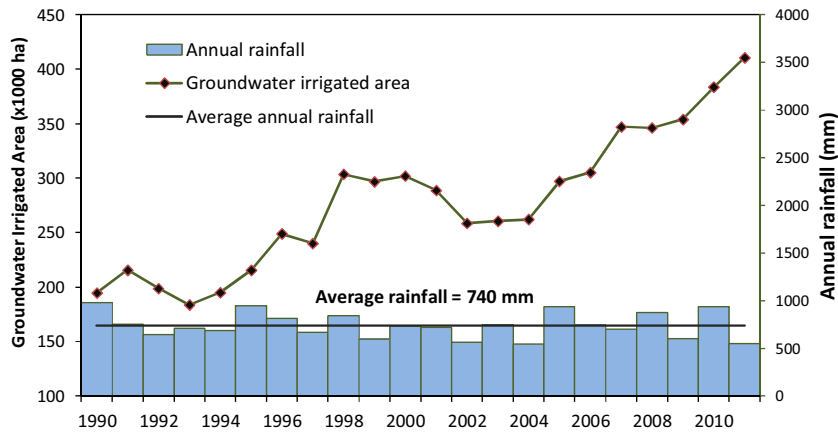 450
400
350
300
250
200
150
100
Groundwater Irrigated Area (x1000 ha)
Annual rainfall
Groundwater irrigated area
Average annual rainfall
Average rainfall = 740 mm
4000
3500
3000
2500
2000
1500
1000
500
0
Annual rainfall (mm)
1990 1992 1994 1996 1998 2000 2002 2004 2006 2008 2010